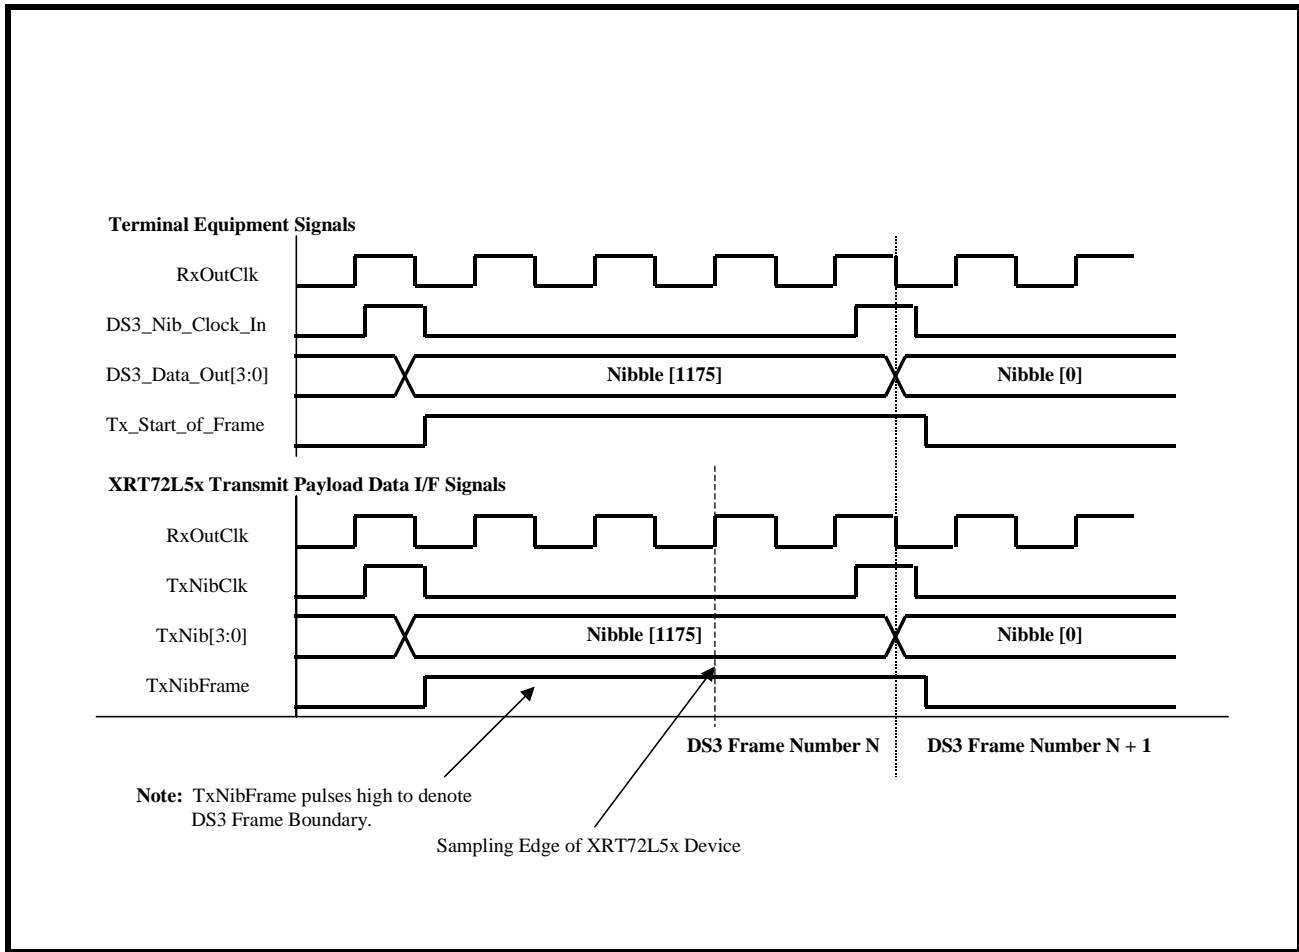 Terminal Equipment Signals
RxOutClk
DS3_Nib_Clock_In
DS3_Data_Out[3:0]
Nibble [1175]
Nibble [0]
Tx_Start_of_Frame
XRT72L5x Transmit Payload Data I/F Signals
RxOutClk
TxNibClk
TxNib[3:0]
Nibble [1175]
Nibble [0]
TxNibFrame
DS3 Frame Number N
DS3 Frame Number N + 1
Note: TxNibFrame pulses high to denote
DS3 Frame Boundary.
Sampling Edge of XRT72L5x Device